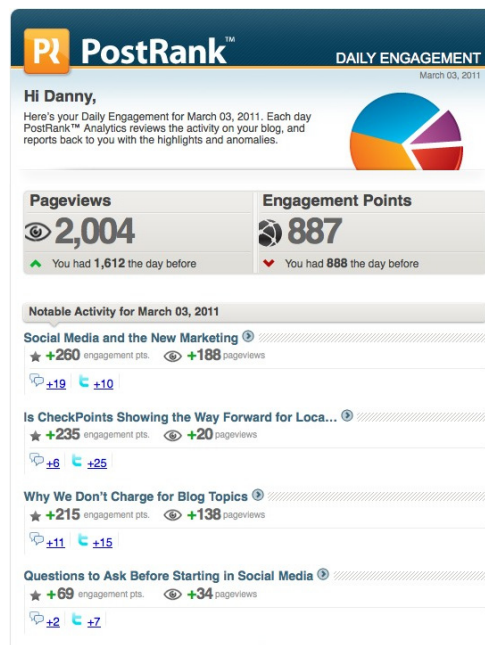 PR PostRank™
DAILY ENGAGEMENT
March 03, 2011
Hi Danny,
Here's your Daily Engagement for March 03, 2011. Each day
PostRank™ Analytics reviews the activity on your blog, and
reports back to you with the highlights and anomalies.
Pageviews
2,004
You had 1,612 the day before
Engagement Points
887
You had 888 the day before
Notable Activity for March 03, 2011
Social Media and the New Marketing
+260 engagement pts. +188 pageviews
+19 +10
Is CheckPoints Showing the Way Forward for Loca...
+235 engagement pts. +20 pageviews
+6 +25
Why We Don't Charge for Blog Topics
+215 engagement pts. +138 pageviews
+11 +15
Questions to Ask Before Starting in Social Media
+69 engagement pts. +34 pageviews
+2 +7